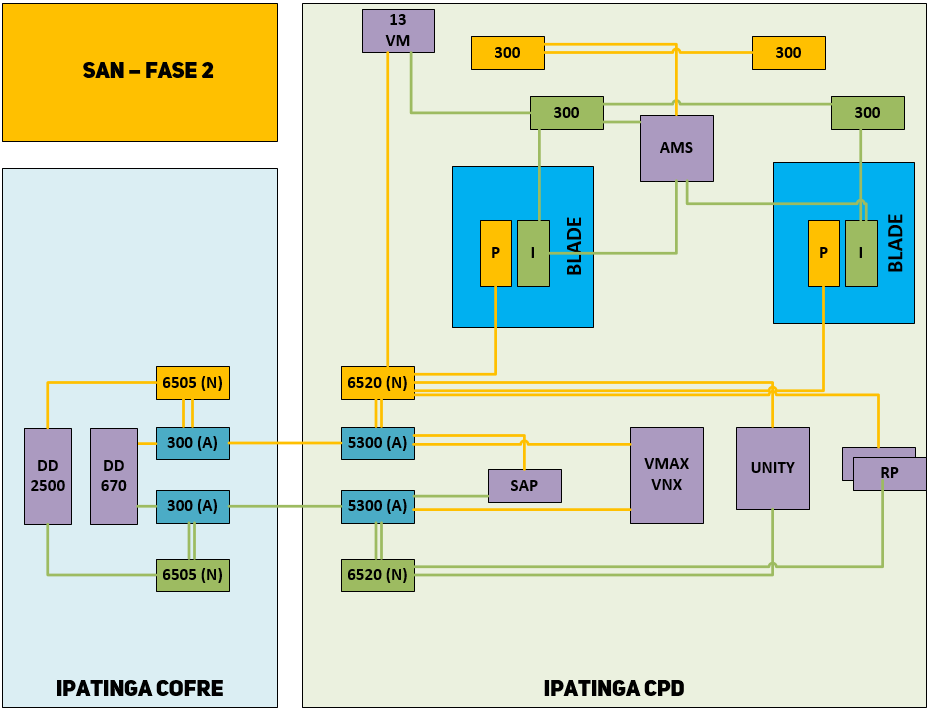 SAN – FASE 2
13
VM
300
300
300
300
AMS
BLADE
P
I
BLADE
P
I
6505 (N)
6520 (N)
300 (A)
5300 (A)
DD
2500
DD
670
VMAX
VNX
UNITY
RP
SAP
300 (A)
5300 (A)
6505 (N)
6520 (N)
IPATINGA COFRE
IPATINGA CPD